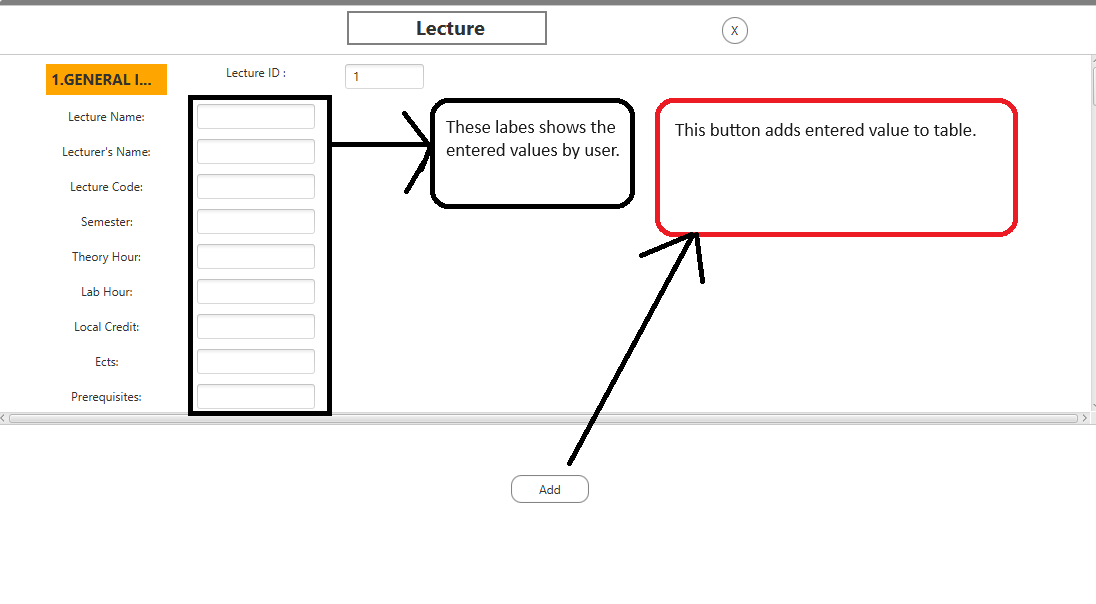 Lecture
X
1.GENERAL I...
Lecture ID :
1
Lecture Name:
Lecturer's Name:
Lecture Code:
Semester:
Theory Hour:
Lab Hour:
Local Credit:
Ects:
Prerequisites:
These labes shows the
entered values by user.
This button adds entered value to table.
Add